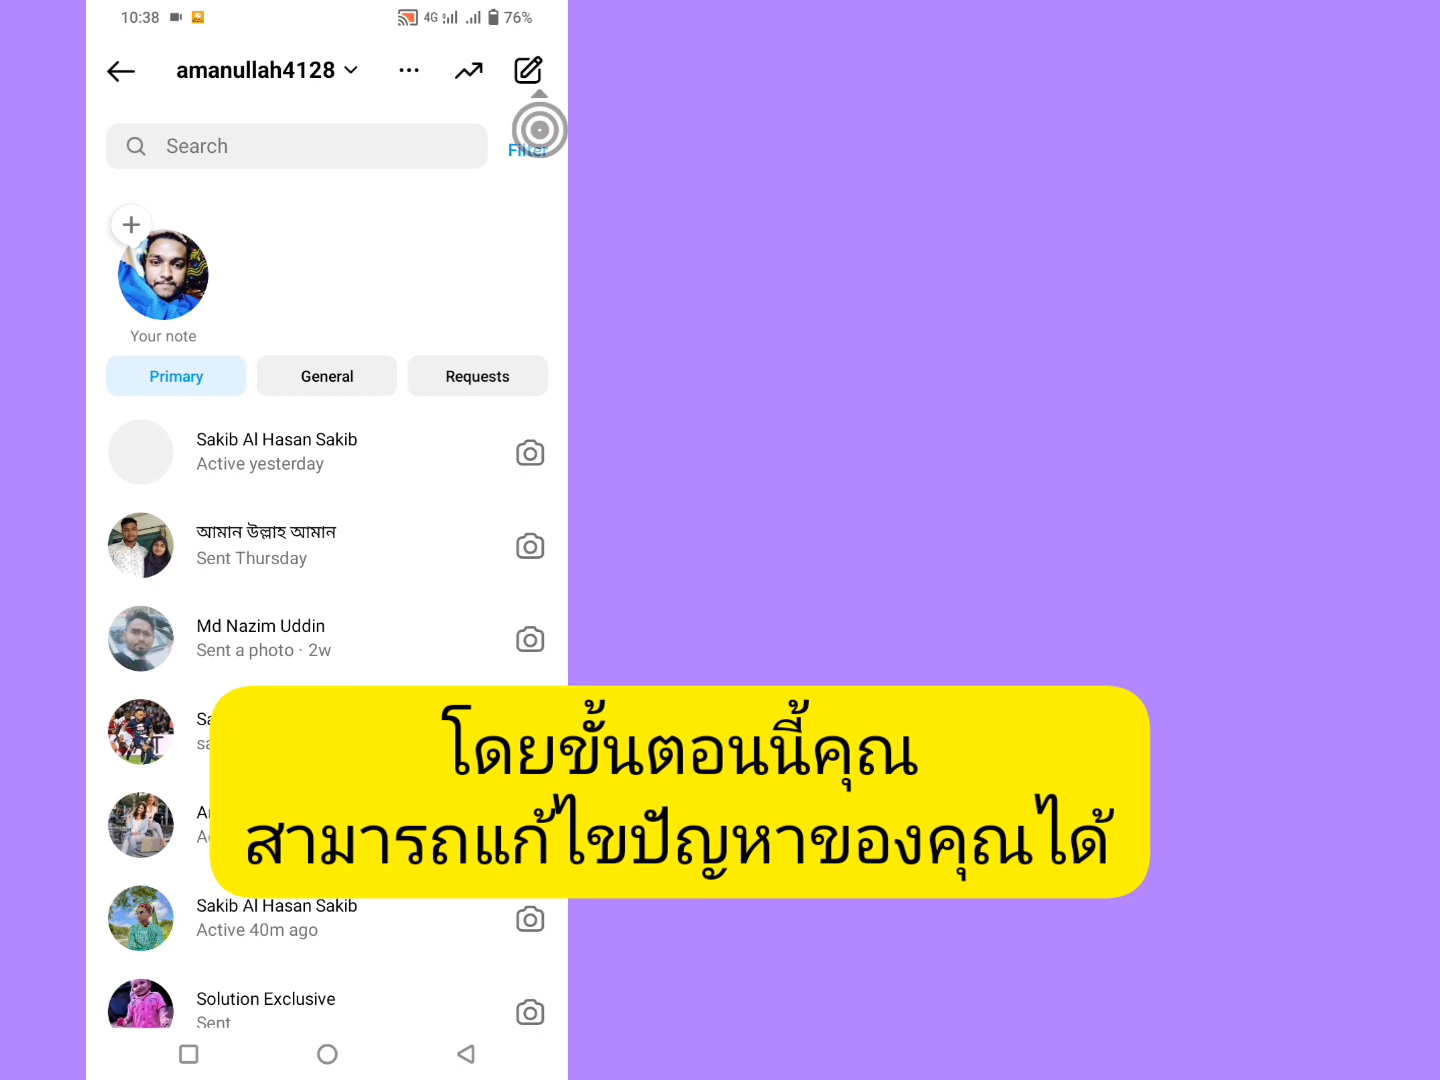 10:38 4G 76%
amanullah4128
Search
Filter
Your note
Primary General Requests
Sakib Al Hasan Sakib
Active yesterday
আমান উল্লাহ আমান
Sent Thursday
Md Nazim Uddin
Sent a photo · 2w
โดยขั้นตอนนี้คุณ
สามารถแก้ไขปัญหาของคุณได้
Sakib Al Hasan Sakib
Active 40m ago
Solution Exclusive
Sent